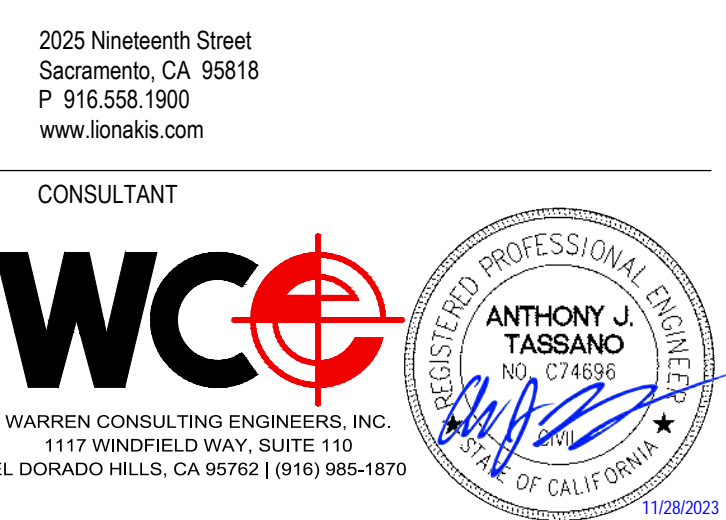 2025 Nineteenth Street
Sacramento, CA 95818
P 916.558.1900
www.lionakis.com
CONSULTANT
WCe
WARREN CONSULTING ENGINEERS, INC.
1117 WINDFIELD WAY, SUITE 110
EL DORADO HILLS, CA 95762 | (916) 985-1870
REGISTERED PROFESSIONAL ENGINEER
ANTHONY J.
TASSANO
NO. C74696
CIVIL
STATE OF CALIFORNIA
11/28/2023